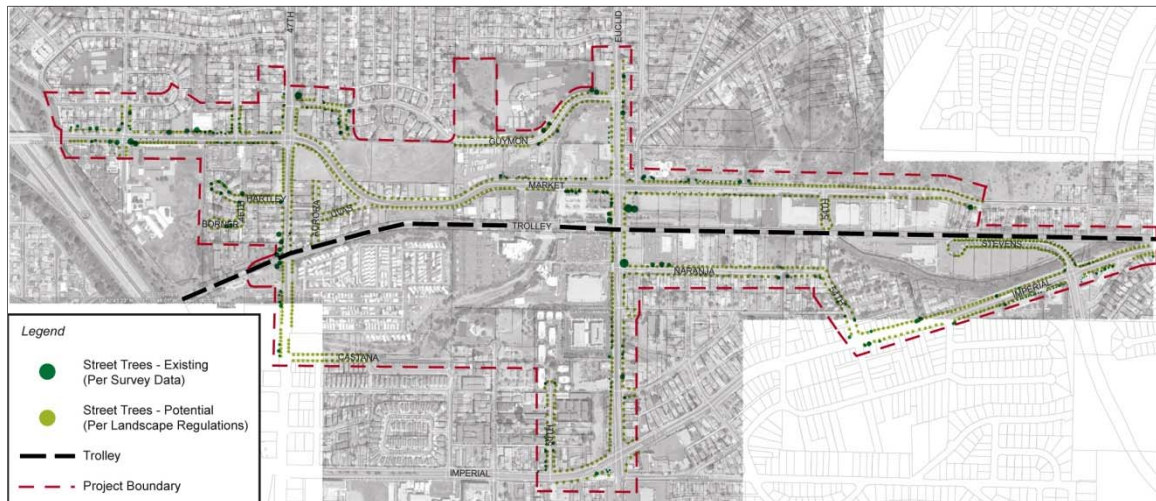 47TH
EUCLID
GUYMON
MARKET
HARTLEY
TROLLEY
STEVENS
NARANJA
IMPERIAL
CASTANA
IMPERIAL
Legend
Street Trees - Existing
(Per Survey Data)
Street Trees - Potential
(Per Landscape Regulations)
Trolley
Project Boundary